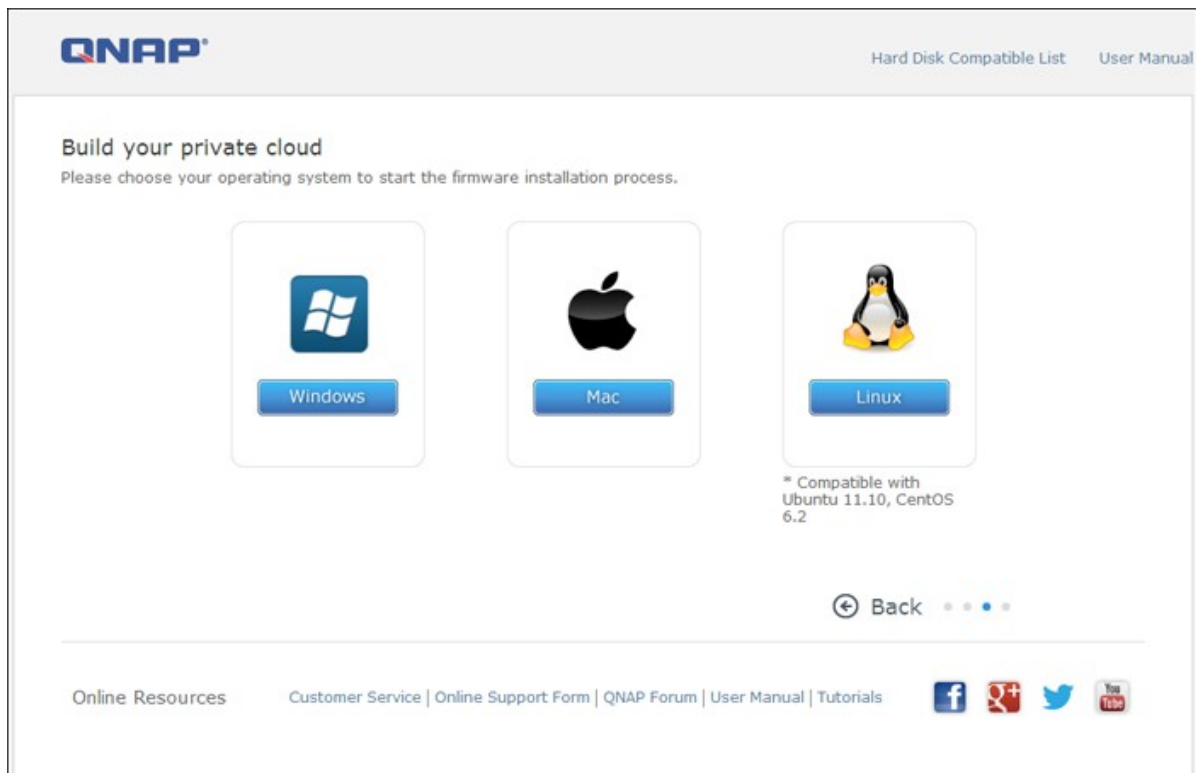 QNAP
Hard Disk Compatible List User Manual
Build your private cloud
Please choose your operating system to start the firmware installation process.
Windows Mac Linux
* Compatible with
Ubuntu 11.10, CentOS
6.2
Back
Online Resources Customer Service | Online Support Form | QNAP Forum | User Manual | Tutorials f g+ You Tube